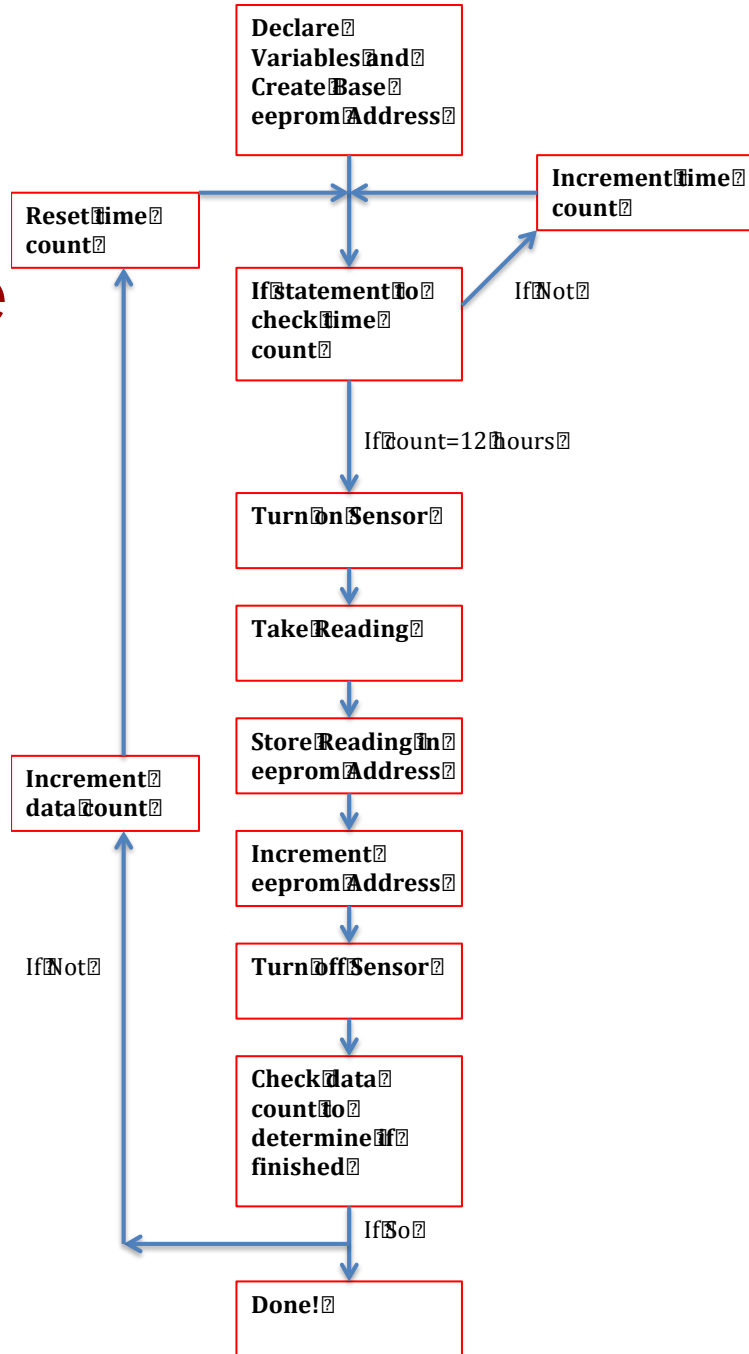 Declare
Variables and
Create Base
eeprom Address
Increment time
count
Reset time
count
If statement to
check time
count
If Not
If count=12 hours
Turn on Sensor
Take Reading
Store Reading in
eeprom Address
Increment
data count
Increment
eeprom Address
If Not
Turn off Sensor
Check data
count to
determine if
finished
If So
Done!